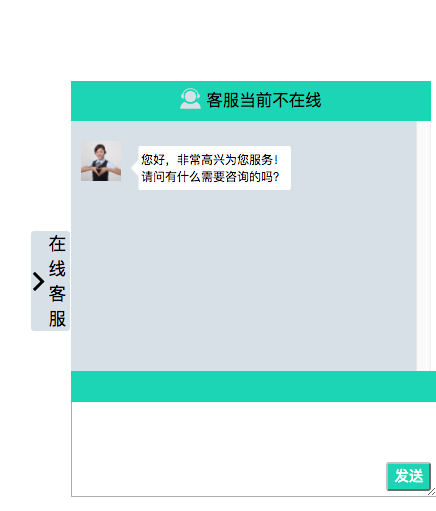 客服当前不在线
您好，非常高兴为您服务！
请问有什么需要咨询的吗？
在
线
客
服
发送